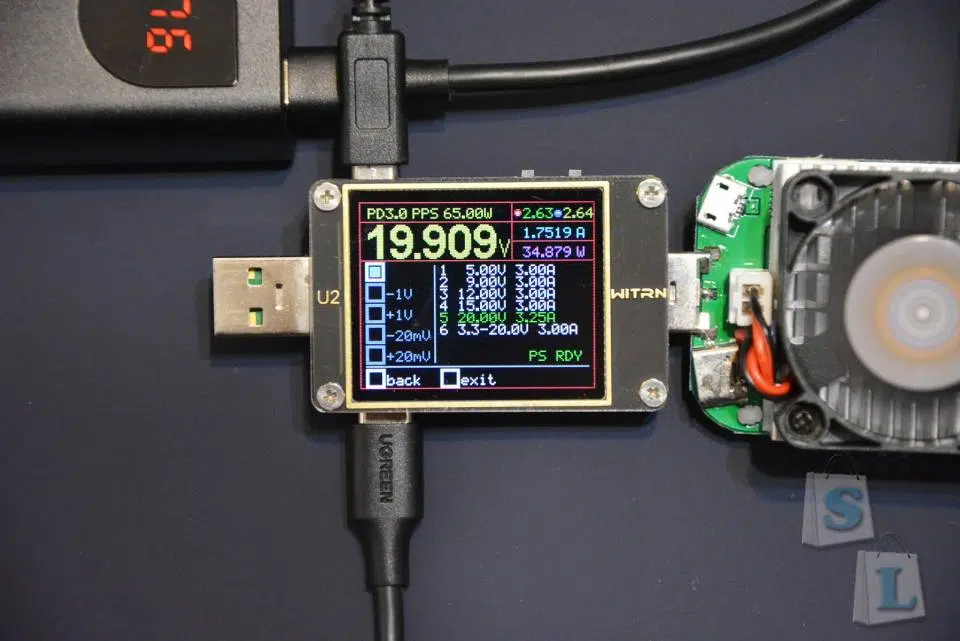 97
PD3.0 PPS 65.00W
2.63 2.64
19.909V
1.7519 A
34.879 W
1 5.00V 3.00A
2 9.00V 3.00A
3 12.00V 3.00A
4 15.00V 3.00A
5 20.00V 3.25A
6 3.3-20.0V 3.00A
-1V
+1V
-20mV
+20mV
PS RDY
back exit
U2
WITRN
UGREEN
S
L